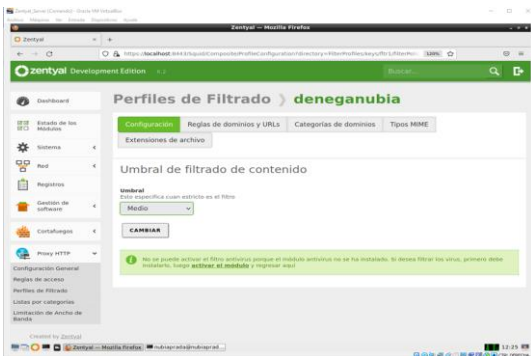 Zentyal — Mozilla Firefox
Zentyal
zentyal Development Edition
Buscar...
Dashboard
Estado de los
Módulos
Sistema
Red
Registros
Gestión de
software
Cortafuegos
Proxy HTTP
Configuración General
Reglas de acceso
Perfiles de Filtrado
Listas por categorías
Limitación de Ancho de
Banda
Created by Zentyal
Perfiles de Filtrado deneganubia
Configuración Reglas de dominios y URLs Categorías de dominios Tipos MIME
Extensiones de archivo
Umbral de filtrado de contenido
Umbral
Esto especifica cuan estricto es el filtro
Medio
CAMBIAR
No se puede activar el filtro antivirus porque el módulo antivirus no se ha instalado. Si desea filtrar los virus, primero debe
instalarlo, luego activar el módulo y regresar aquí
Zentyal — Mozilla Firefox
12:25